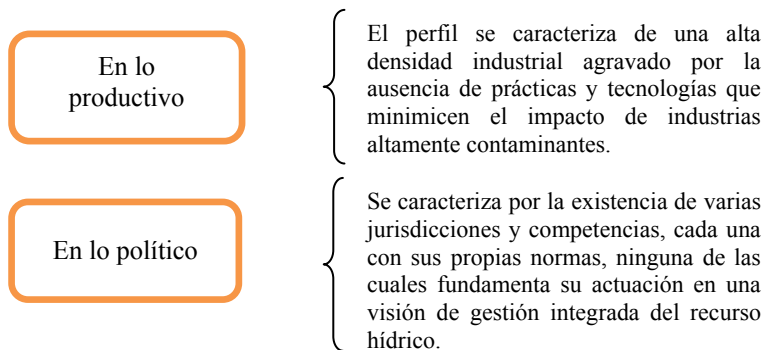 En lo
productivo
El perfil se caracteriza de una alta
densidad industrial agravado por la
ausencia de prácticas y tecnologías que
minimicen el impacto de industrias
altamente contaminantes.
En lo político
Se caracteriza por la existencia de varias
jurisdicciones y competencias, cada una
con sus propias normas, ninguna de las
cuales fundamenta su actuación en una
visión de gestión integrada del recurso
hídrico.